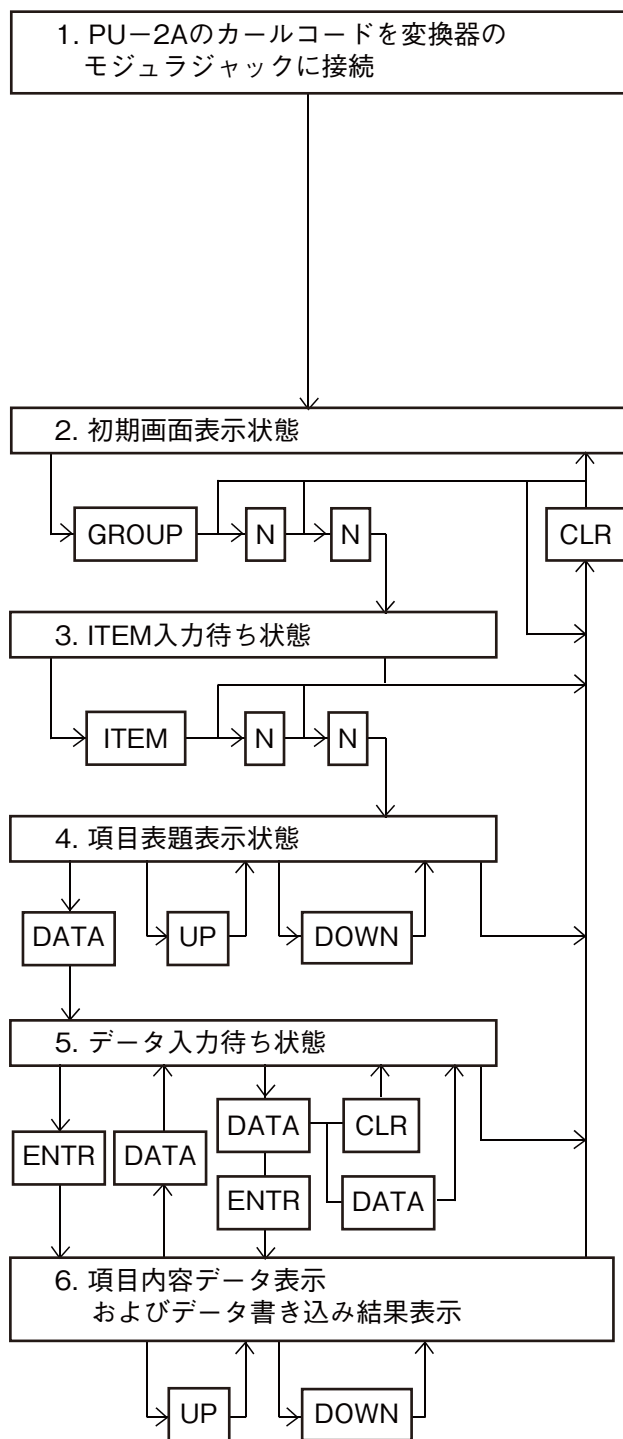 1. PU－2Aのカールコードを変換器の
モジュラジャックに接続
2. 初期画面表示状態
GROUP
N
N
CLR
3. ITEM入力待ち状態
ITEM
N
N
4. 項目表題表示状態
DATA
UP
DOWN
5. データ入力待ち状態
ENTR
DATA
DATA
CLR
ENTR
DATA
6. 項目内容データ表示
およびデータ書き込み結果表示
UP
DOWN